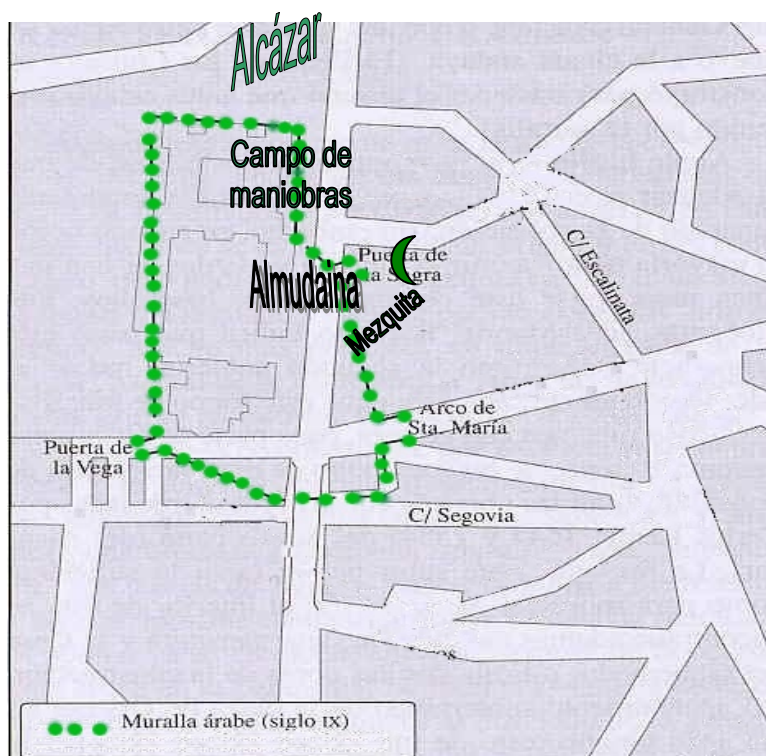 Alcázar
Campo de
maniobras
Puerta de
la Sagra
Almudaina
Mezquita
C/ Escalinata
Arco de
Sta. María
Puerta de
la Vega
C/ Segovia
Muralla árabe (siglo IX)